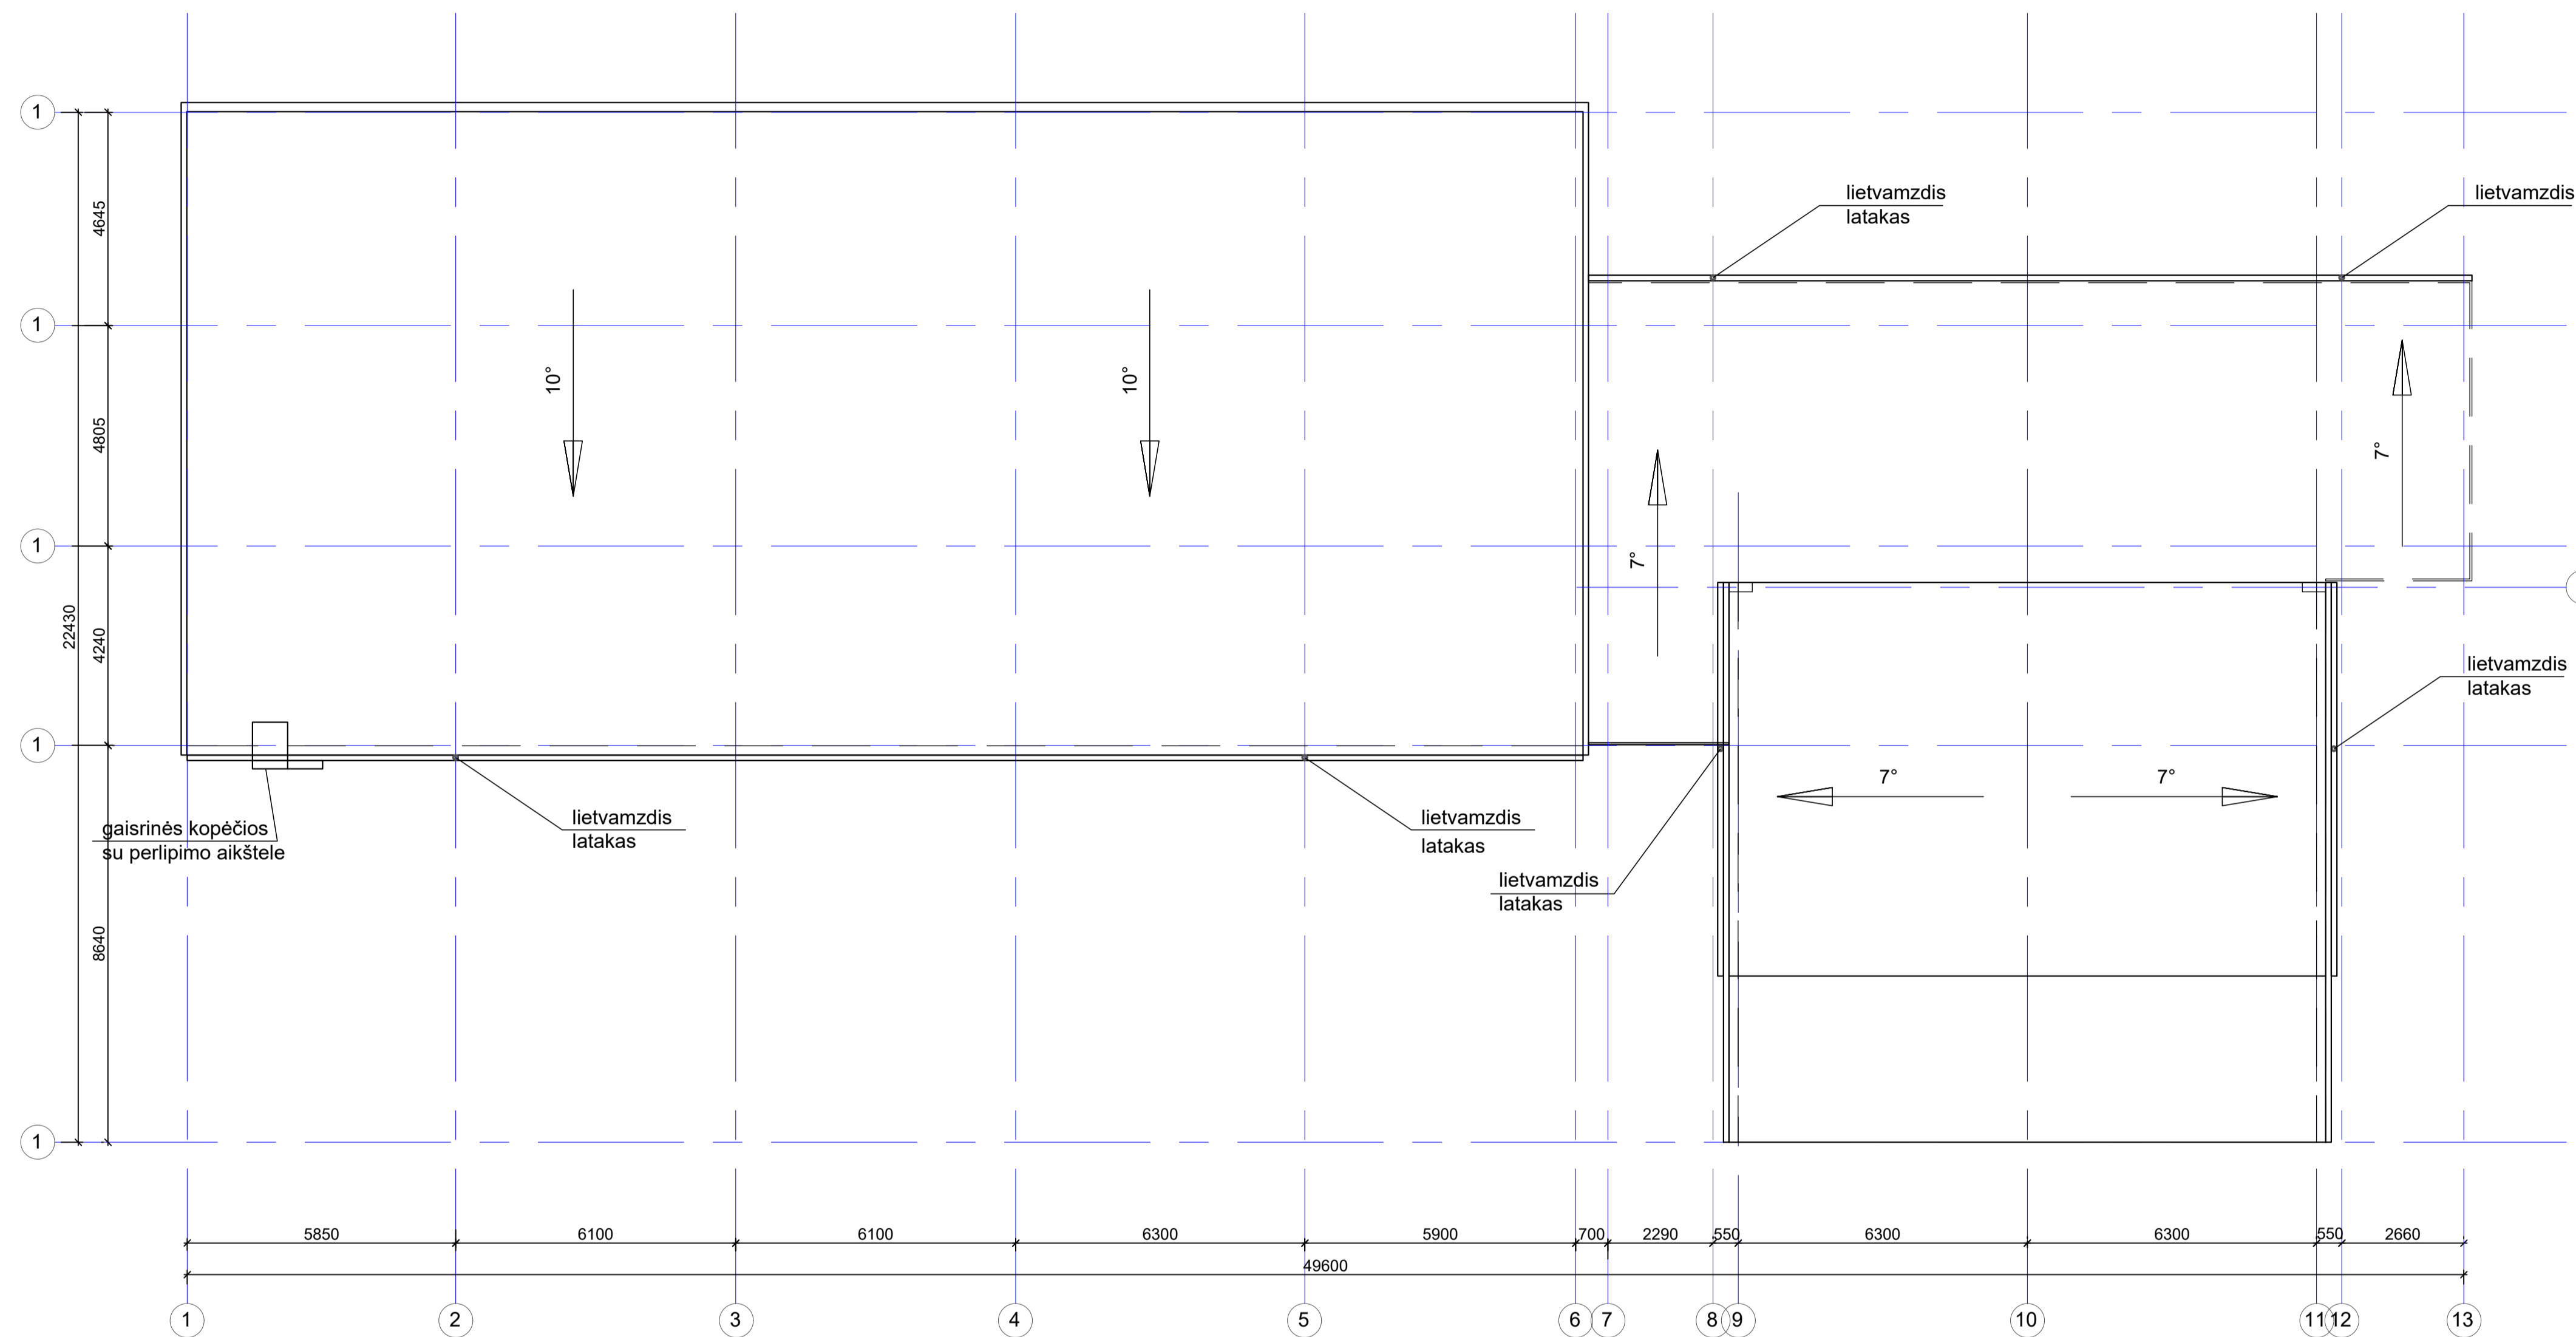 1
lietvamzdis
latakas
lietvamzdis
4645
1
10°
10°
4805
7°
1
7°
22430
4240
lietvamzdis
latakas
1
7°
7°
gaisrinės kopėčios
su perlipimo aikštele
lietvamzdis
latakas
lietvamzdis
latakas
lietvamzdis
latakas
8640
1
5850 6100 6100 6300 5900 700 2290 550 6300 6300 550 2660
49600
1 2 3 4 5 6 7 8 9 10 11 12 13